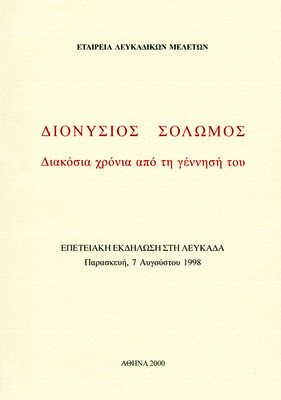 ΕΤΑΙΡΕΙΑ ΛΕΥΚΑΔΙΚΩΝ ΜΕΛΕΤΩΝ
ΔΙΟΝΥΣΙΟΣ ΣΟΛΩΜΟΣ
Διακόσια χρόνια από τη γέννησή του
ΕΠΕΤΕΙΑΚΗ ΕΚΔΗΛΩΣΗ ΣΤΗ ΛΕΥΚΑΔΑ
Παρασκευή, 7 Αυγούστου 1998
ΑΘΗΝΑ 2000